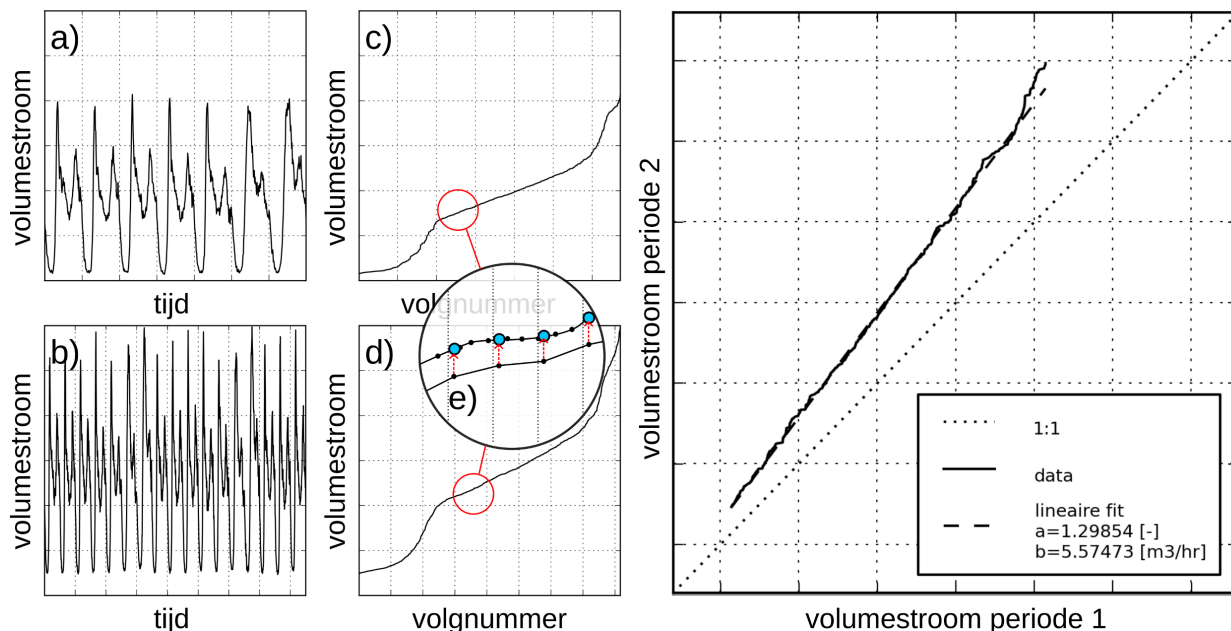 a)
volumestroom
tijd
b)
volumestroom
tijd
c)
volumestroom
volgnummer
d)
volumestroom
volgnummer
e)
volumestroom periode 2
1:1
data
lineaire fit
a=1.29854 [-]
b=5.57473 [m3/hr]
volumestroom periode 1